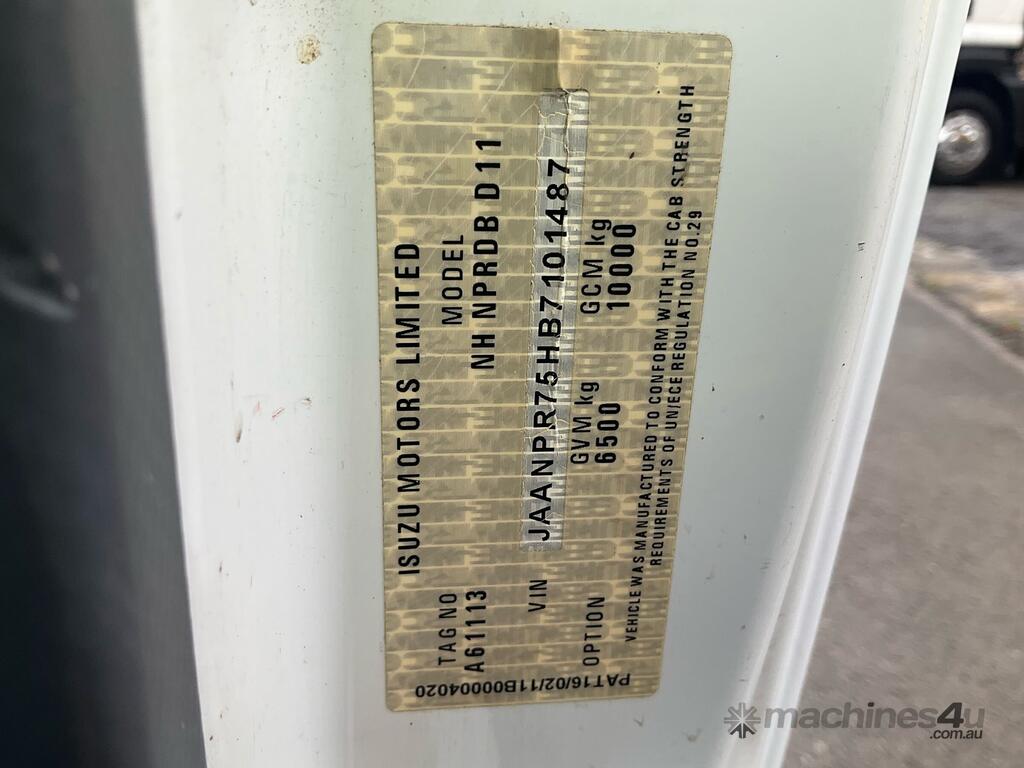 ISUZU MOTORS LIMITED
TAG NO MODEL
A61113 NH NPRDB D11
VIN JAANPR75HB7101487
GVM kg GCM kg
OPTION 6500 10000
VEHICLE WAS MANUFACTURED TO CONFORM WITH THE CAB STRENGTH
REQUIREMENTS OF UN/ECE REGULATION NO.29
PAT16/02/11B00004020
machines4u
.com.au